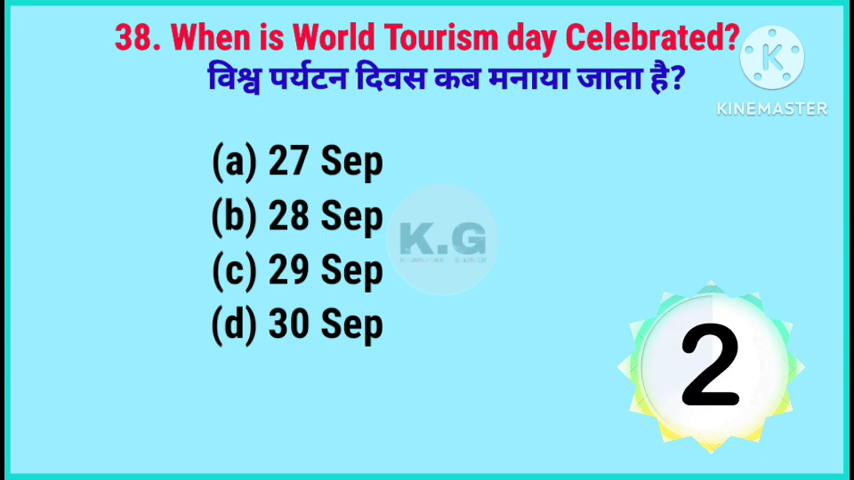 38. When is World Tourism day Celebrated?
विश्व पर्यटन दिवस कब मनाया जाता है?
KINEMASTER
(a) 27 Sep
(b) 28 Sep
(c) 29 Sep
(d) 30 Sep
K.G
2